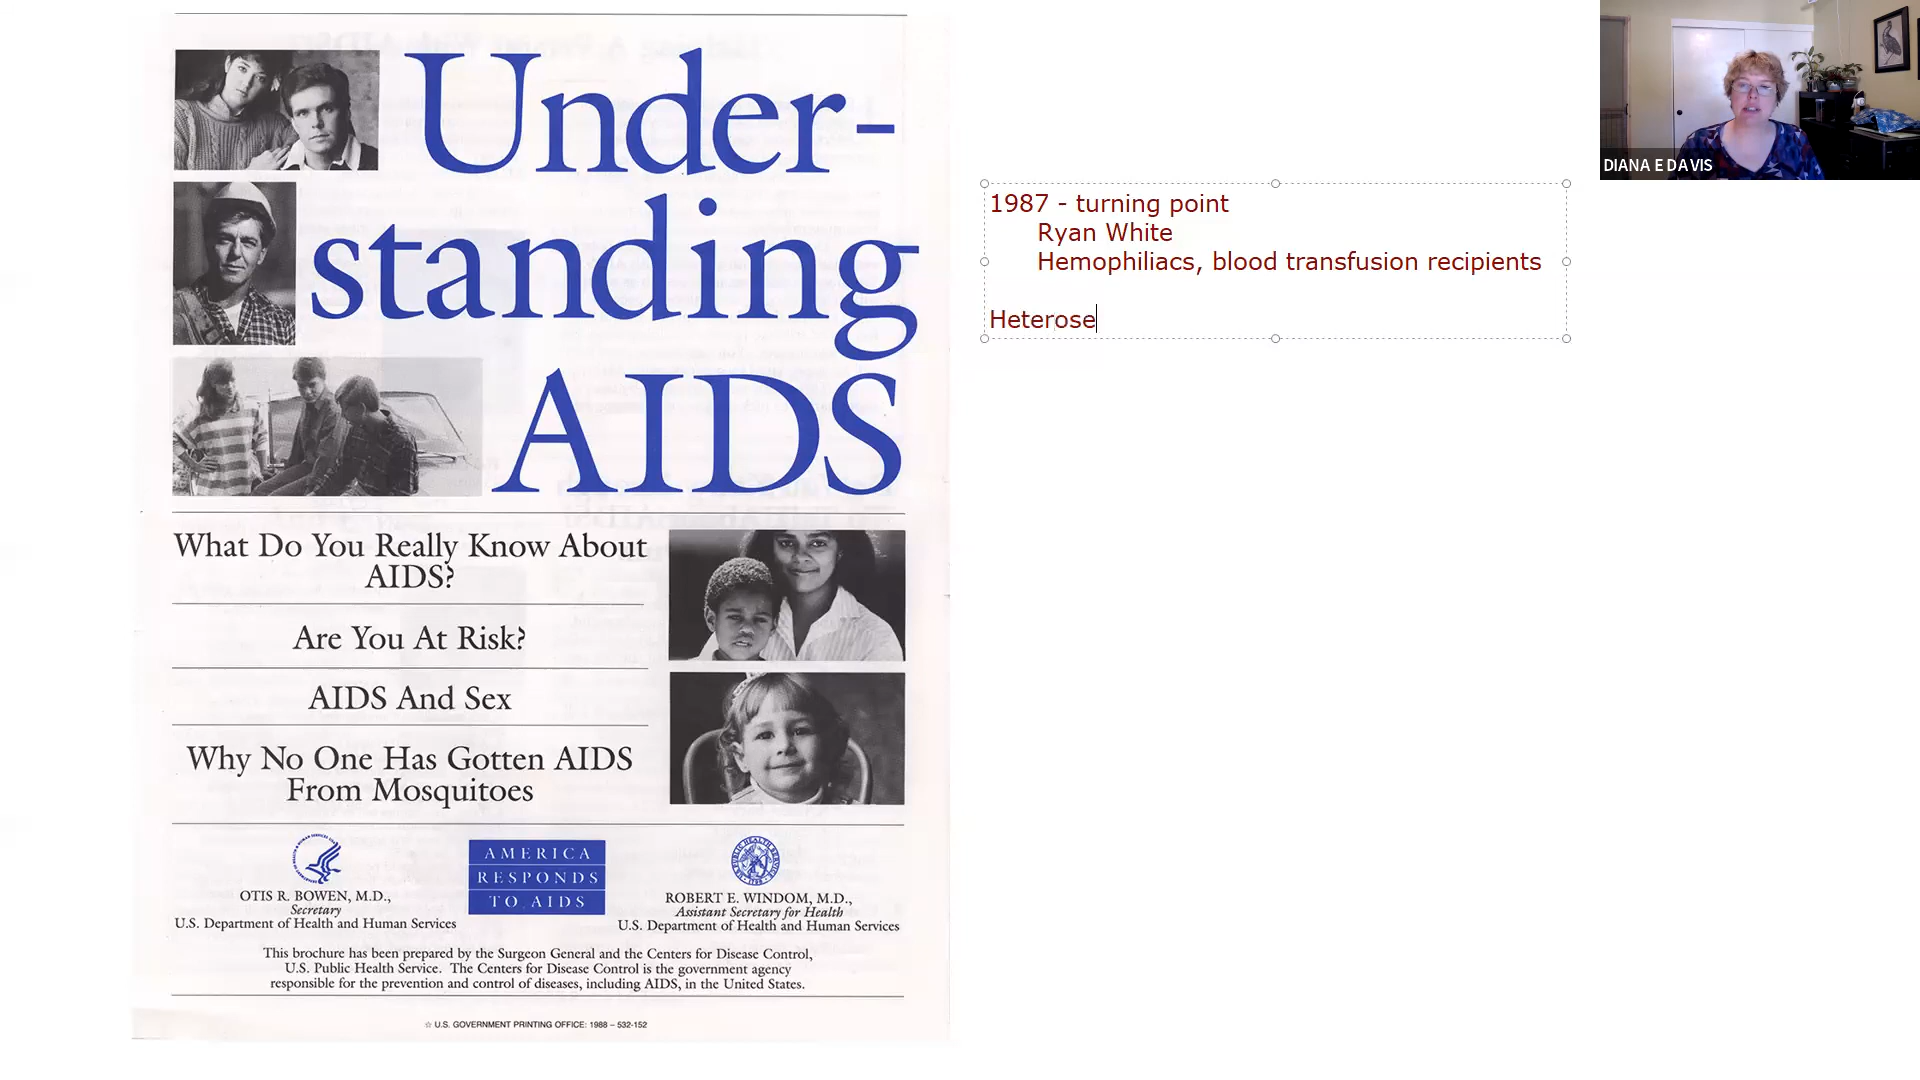 Under-
standing
AIDS
What Do You Really Know About
AIDS?
Are You At Risk?
AIDS And Sex
Why No One Has Gotten AIDS
From Mosquitoes
OTIS R. BOWEN, M.D.,
Secretary
U.S. Department of Health and Human Services
AMERICA
RESPONDS
TO AIDS
ROBERT E. WINDOM, M.D.,
Assistant Secretary for Health
U.S. Department of Health and Human Services
This brochure has been prepared by the Surgeon General and the Centers for Disease Control,
U.S. Public Health Service. The Centers for Disease Control is the government agency
responsible for the prevention and control of diseases, including AIDS, in the United States.
☆ U.S. GOVERNMENT PRINTING OFFICE: 1988 – 532-152
1987 - turning point
Ryan White
Hemophiliacs, blood transfusion recipients
Heterose
DIANA E DAVIS